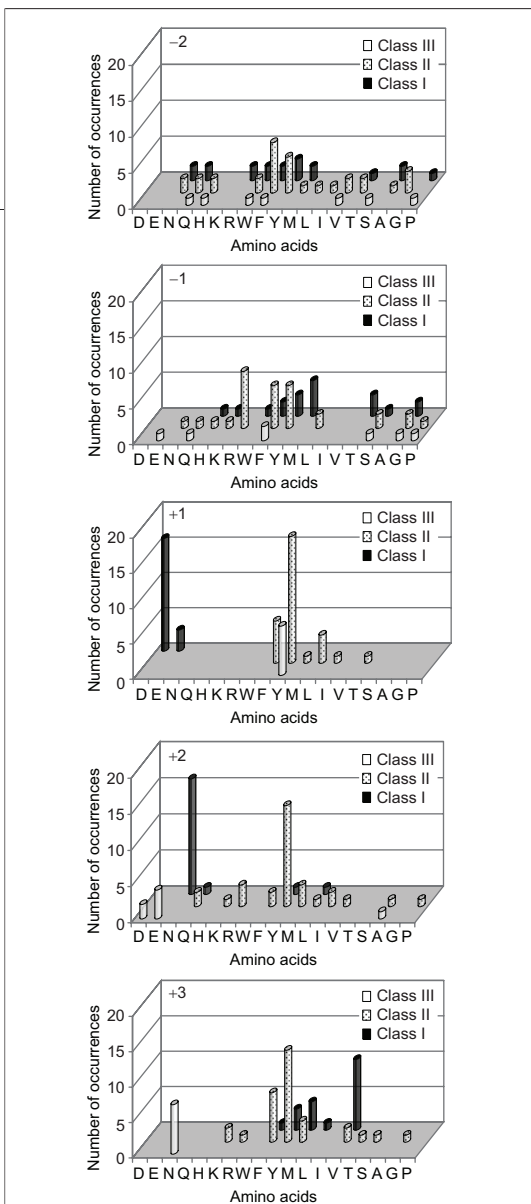 −2
Class III
Class II
Class I
20
15
10
5
0
Number of occurrences
D E N Q H K R W F Y M L I V T S A G P
Amino acids
−1
Class III
Class II
Class I
20
15
10
5
0
Number of occurrences
D E N Q H K R W F Y M L I V T S A G P
Amino acids
+1
Class III
Class II
Class I
20
15
10
5
0
Number of occurrences
D E N Q H K R W F Y M L I V T S A G P
Amino acids
+2
Class III
Class II
Class I
20
15
10
5
0
Number of occurrences
D E N Q H K R W F Y M L I V T S A G P
Amino acids
+3
Class III
Class II
Class I
20
15
10
5
0
Number of occurrences
D E N Q H K R W F Y M L I V T S A G P
Amino acids